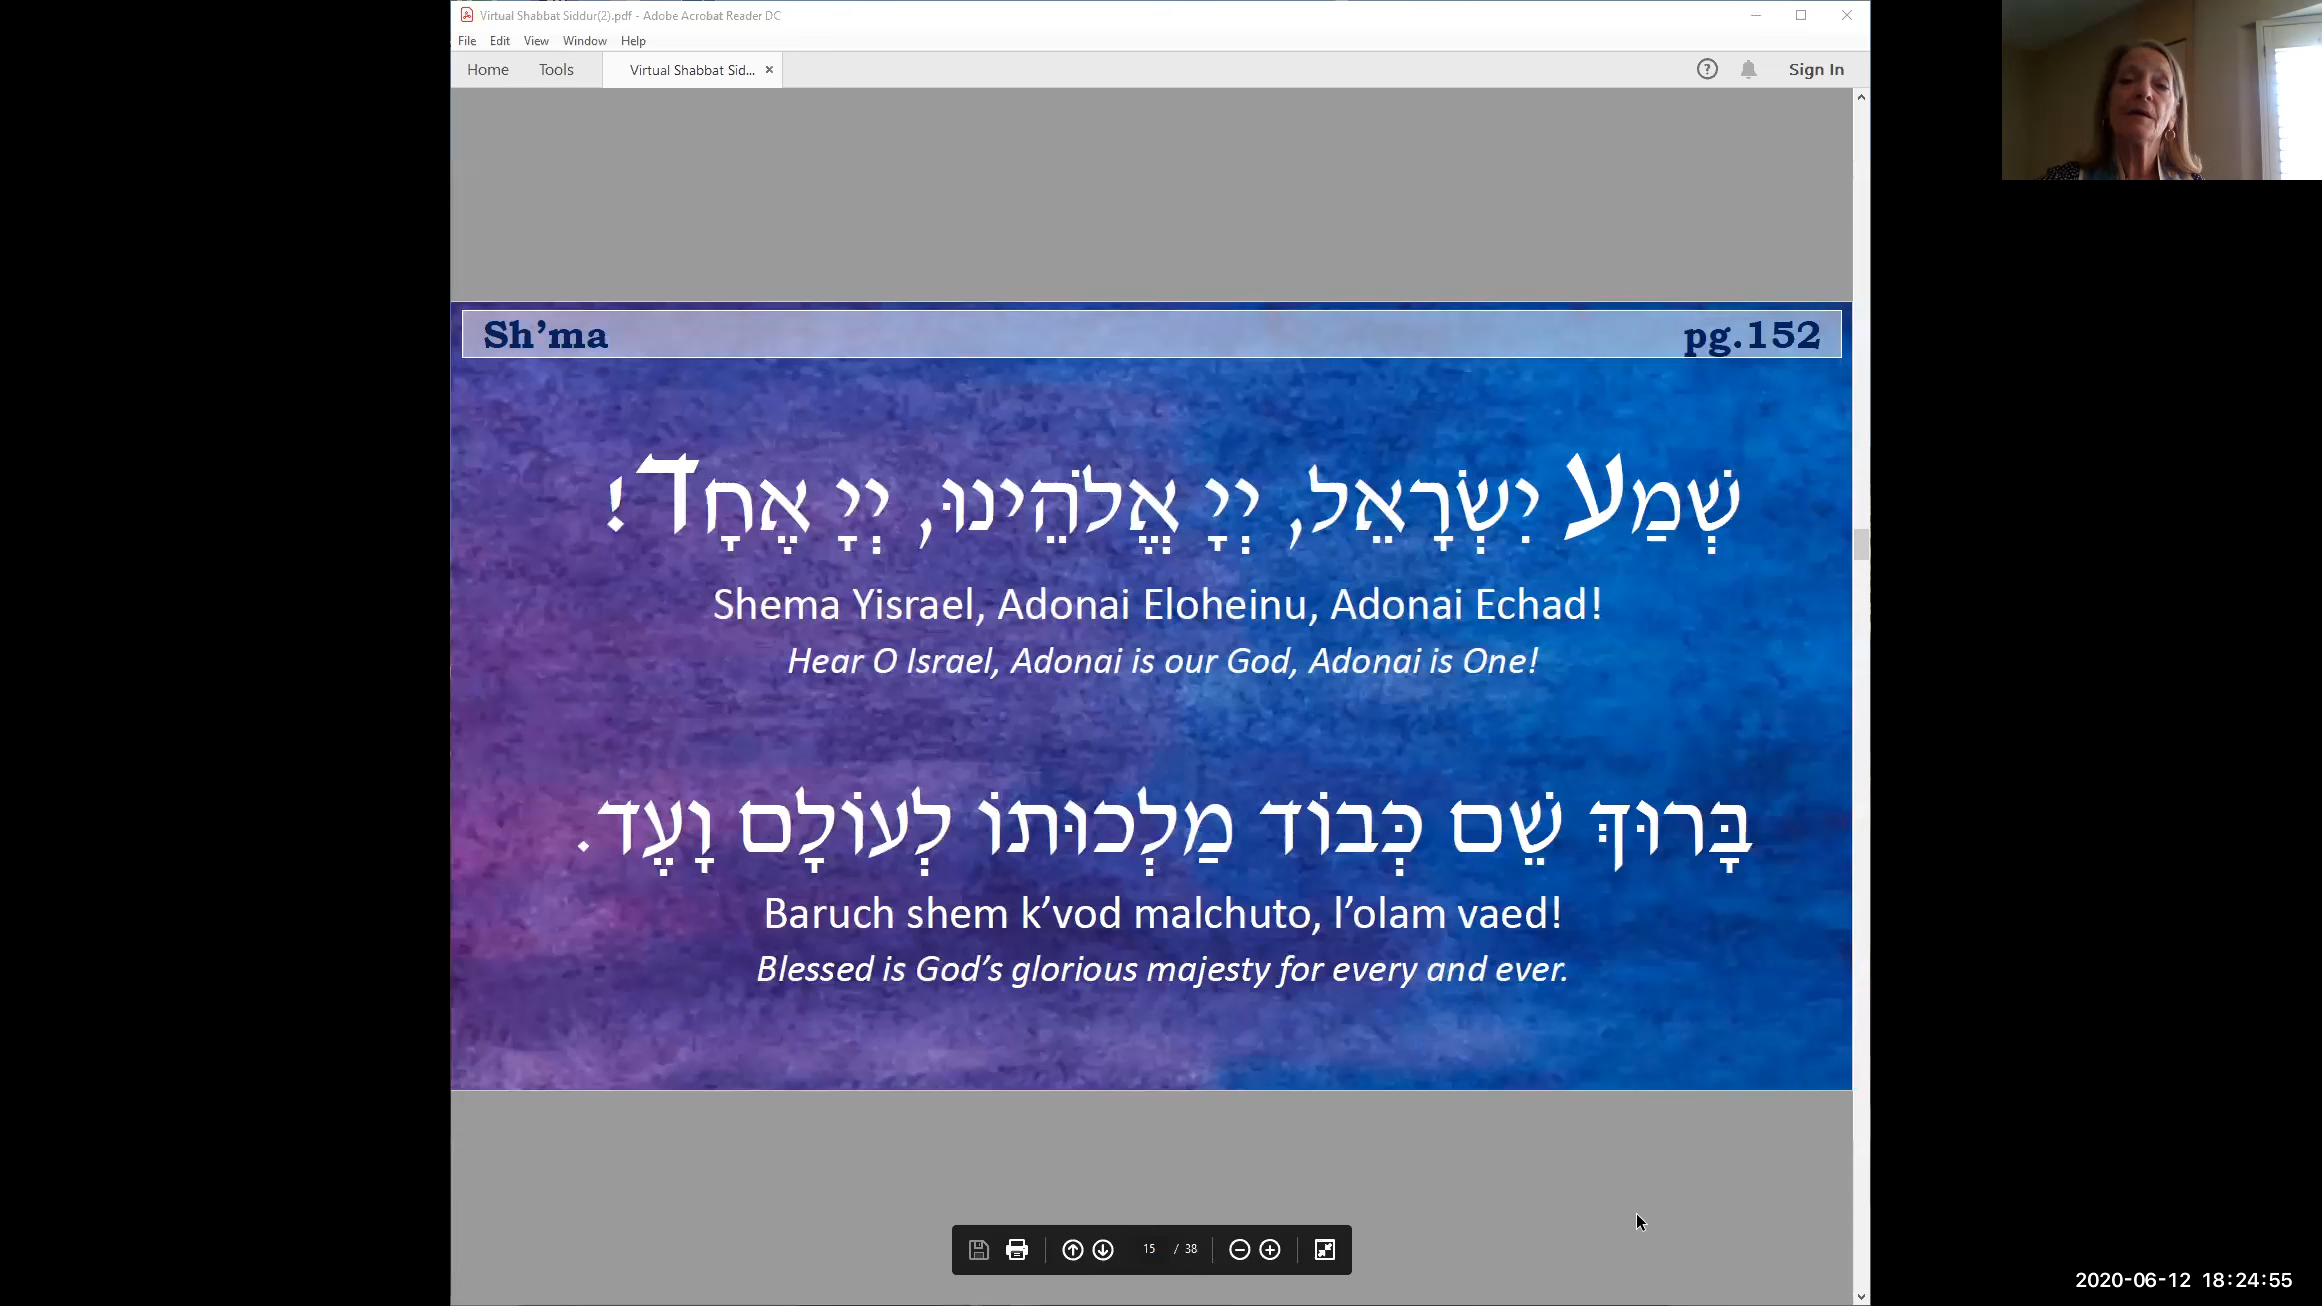 Virtual Shabbat Siddur(2).pdf - Adobe Acrobat Reader DC
File Edit View Window Help
Home Tools Virtual Shabbat Sid... × ? Sign In
Sh’ma pg.152
שְׁמַע יִשְׂרָאֵל, יְיָ אֱלֹהֵינוּ, יְיָ אֶחָד!
Shema Yisrael, Adonai Eloheinu, Adonai Echad!
Hear O Israel, Adonai is our God, Adonai is One!
בָּרוּךְ שֵׁם כְּבוֹד מַלְכוּתוֹ לְעוֹלָם וָעֶד.
Baruch shem k’vod malchuto, l’olam vaed!
Blessed is God’s glorious majesty for every and ever.
15 / 38
2020-06-12 18:24:55